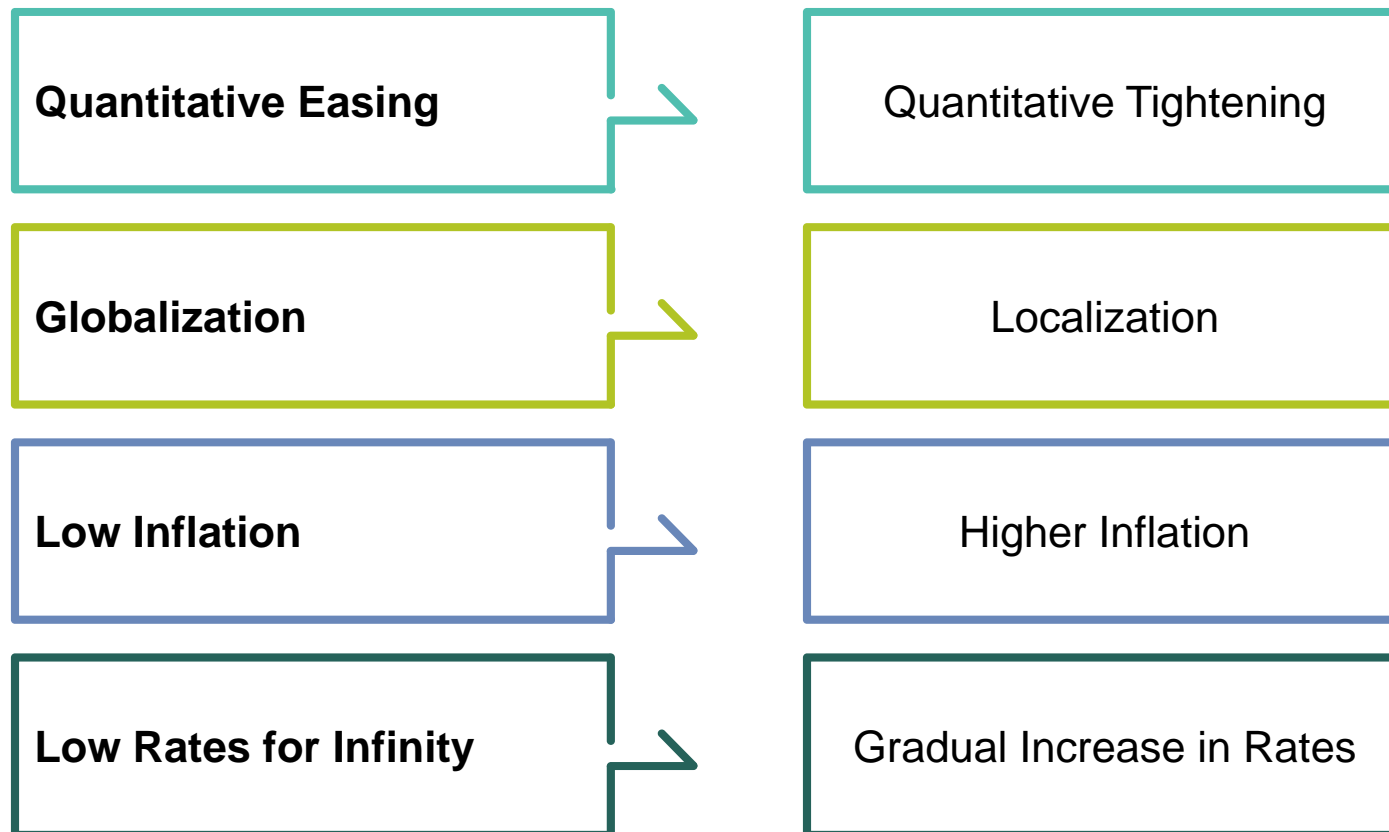 Quantitative Easing
Quantitative Tightening
Globalization
Localization
Low Inflation
Higher Inflation
Low Rates for Infinity
Gradual Increase in Rates